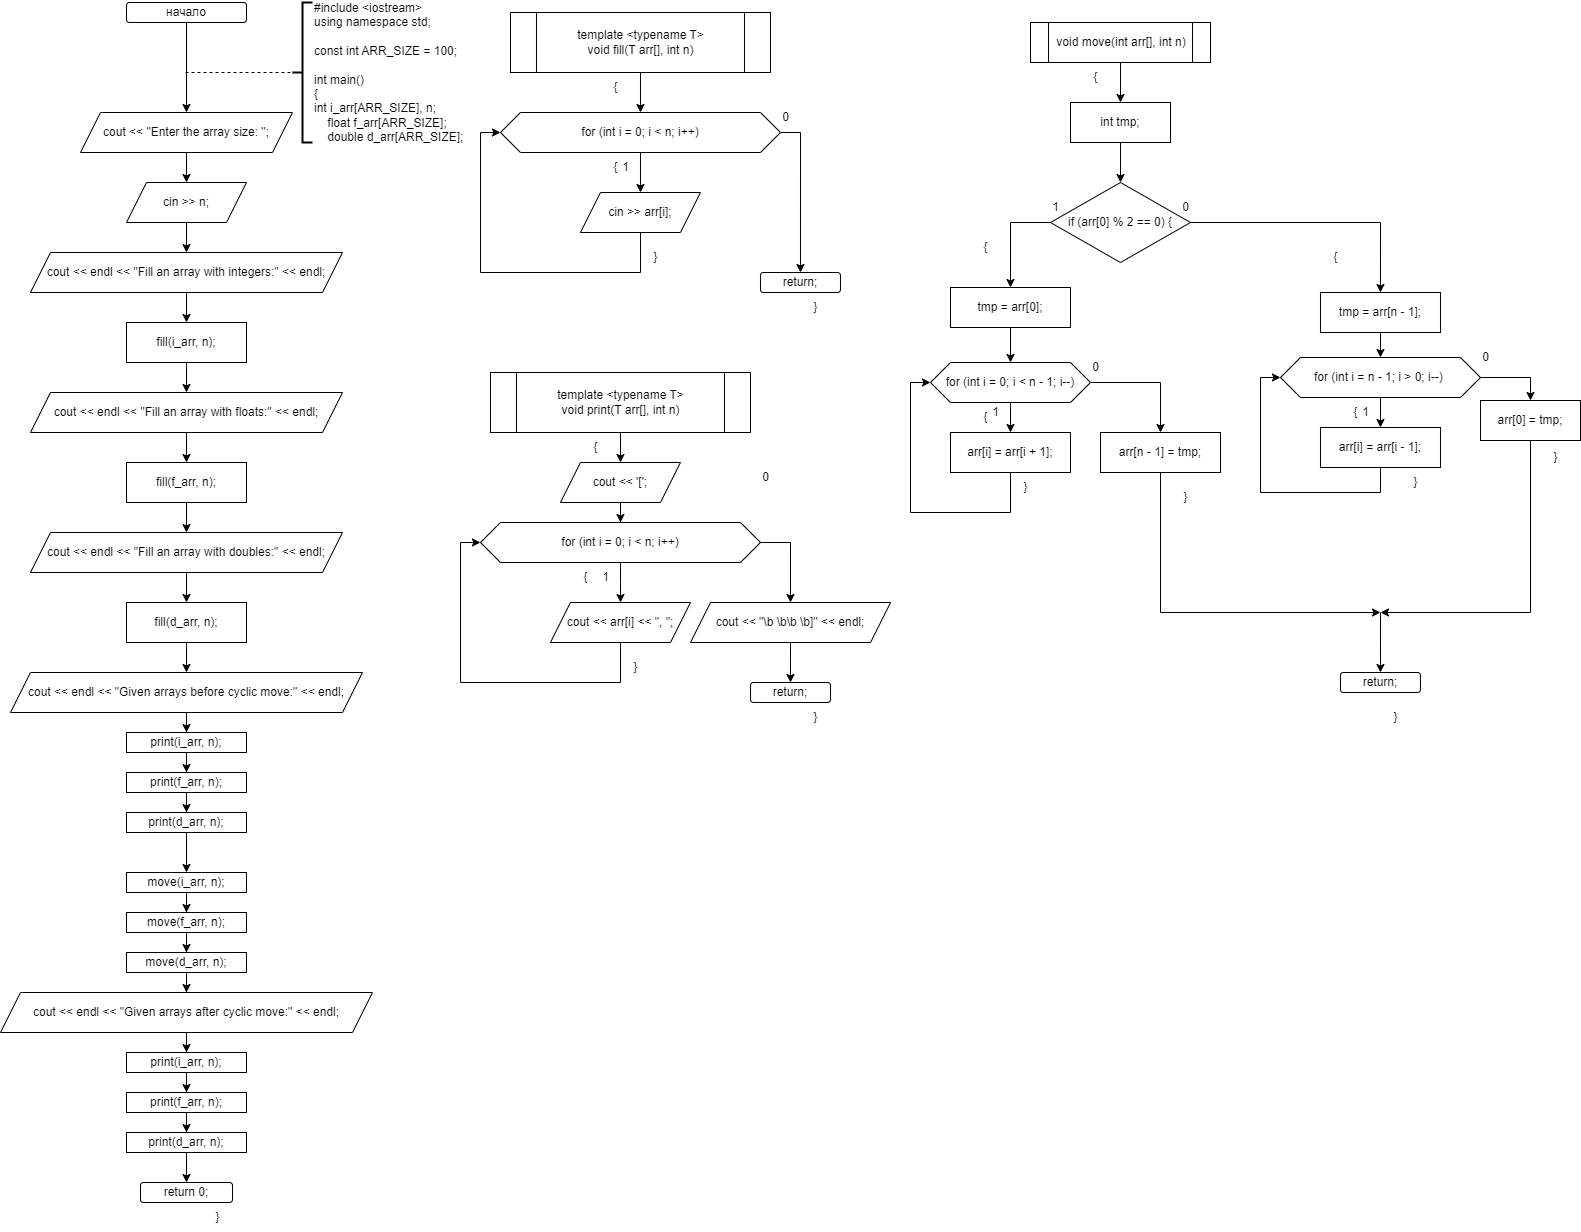 начало
#include <iostream>
using namespace std;
const int ARR_SIZE = 100;
int main()
{
int i_arr[ARR_SIZE], n;
float f_arr[ARR_SIZE];
double d_arr[ARR_SIZE];
cout << "Enter the array size: ";
cin >> n;
cout << endl << "Fill an array with integers:" << endl;
fill(i_arr, n);
cout << endl << "Fill an array with floats:" << endl;
fill(f_arr, n);
cout << endl << "Fill an array with doubles:" << endl;
fill(d_arr, n);
cout << endl << "Given arrays before cyclic move:" << endl;
print(i_arr, n);
print(f_arr, n);
print(d_arr, n);
move(i_arr, n);
move(f_arr, n);
move(d_arr, n);
cout << endl << "Given arrays after cyclic move:" << endl;
print(i_arr, n);
print(f_arr, n);
print(d_arr, n);
return 0;
}
template <typename T>
void fill(T arr[], int n)
{
for (int i = 0; i < n; i++)
0
{ 1
cin >> arr[i];
}
return;
}
template <typename T>
void print(T arr[], int n)
{
cout << '[';
0
for (int i = 0; i < n; i++)
{ 1
cout << arr[i] << ", ";
cout << "\b \b\b \b]" << endl;
}
return;
}
void move(int arr[], int n)
{
int tmp;
1
0
if (arr[0] % 2 == 0) {
{
tmp = arr[0];
for (int i = 0; i < n - 1; i--)
0
{ 1
arr[i] = arr[i + 1];
}
arr[n - 1] = tmp;
}
{
tmp = arr[n - 1];
for (int i = n - 1; i > 0; i--)
0
{ 1
arr[i] = arr[i - 1];
}
arr[0] = tmp;
}
return;
}